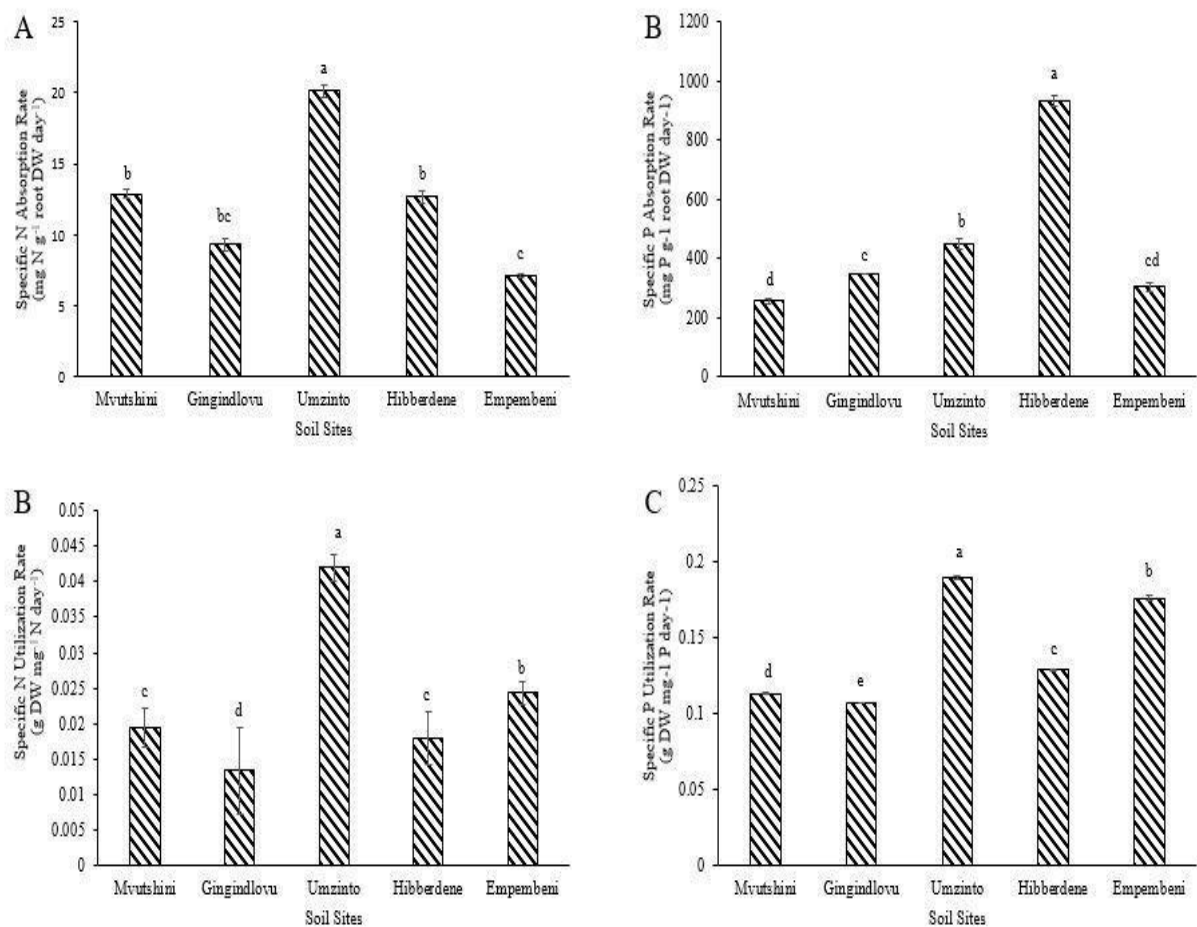 A
Specific N Absorption Rate
(mg N g⁻¹ root DW day⁻¹)
25
20
15
10
5
0
b
bc
a
b
c
Mvutshini Gingindlovu Umzinto Hibberdene Empembeni
Soil Sites
B
Specific P Absorption Rate
(mg P g-1 root DW day-1)
1200
1000
800
600
400
200
0
d
c
b
a
cd
Mvutshini Gingindlovu Umzinto Hibberdene Empembeni
Soil Sites
B
Specific N Utilization Rate
(g DW mg⁻¹ N day⁻¹)
0.05
0.045
0.04
0.035
0.03
0.025
0.02
0.015
0.01
0.005
0
c
d
a
c
b
Mvutshini Gingindlovu Umzinto Hibberdene Empembeni
Soil Sites
C
Specific P Utilization Rate
(g DW mg-1 P day-1)
0.25
0.2
0.15
0.1
0.05
0
d
e
a
c
b
Mvutshini Gingindlovu Umzinto Hibberdene Empembeni
Soil Sites